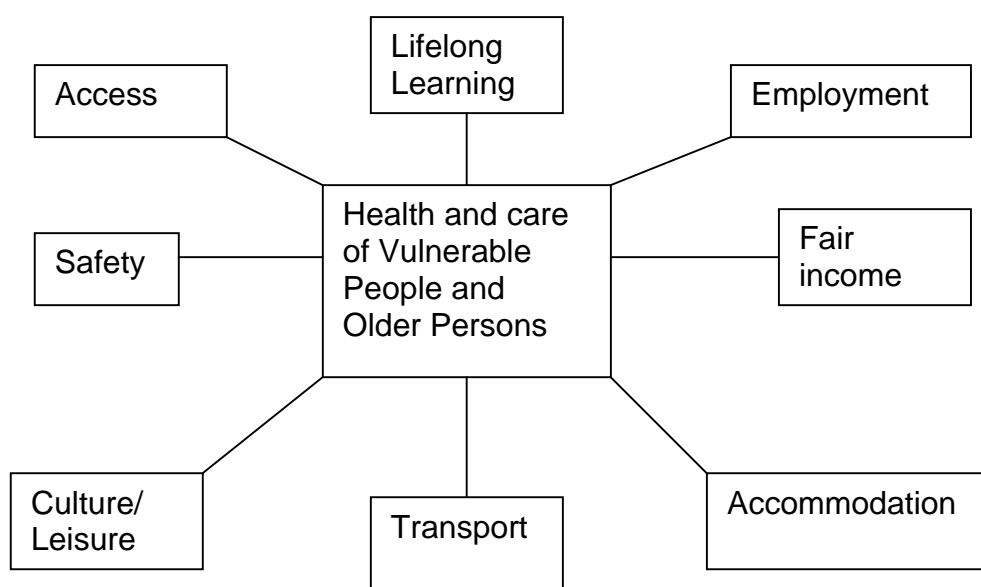 Lifelong
Learning
Access
Employment
Health and care
of Vulnerable
People and
Older Persons
Safety
Fair
income
Culture/
Leisure
Transport
Accommodation